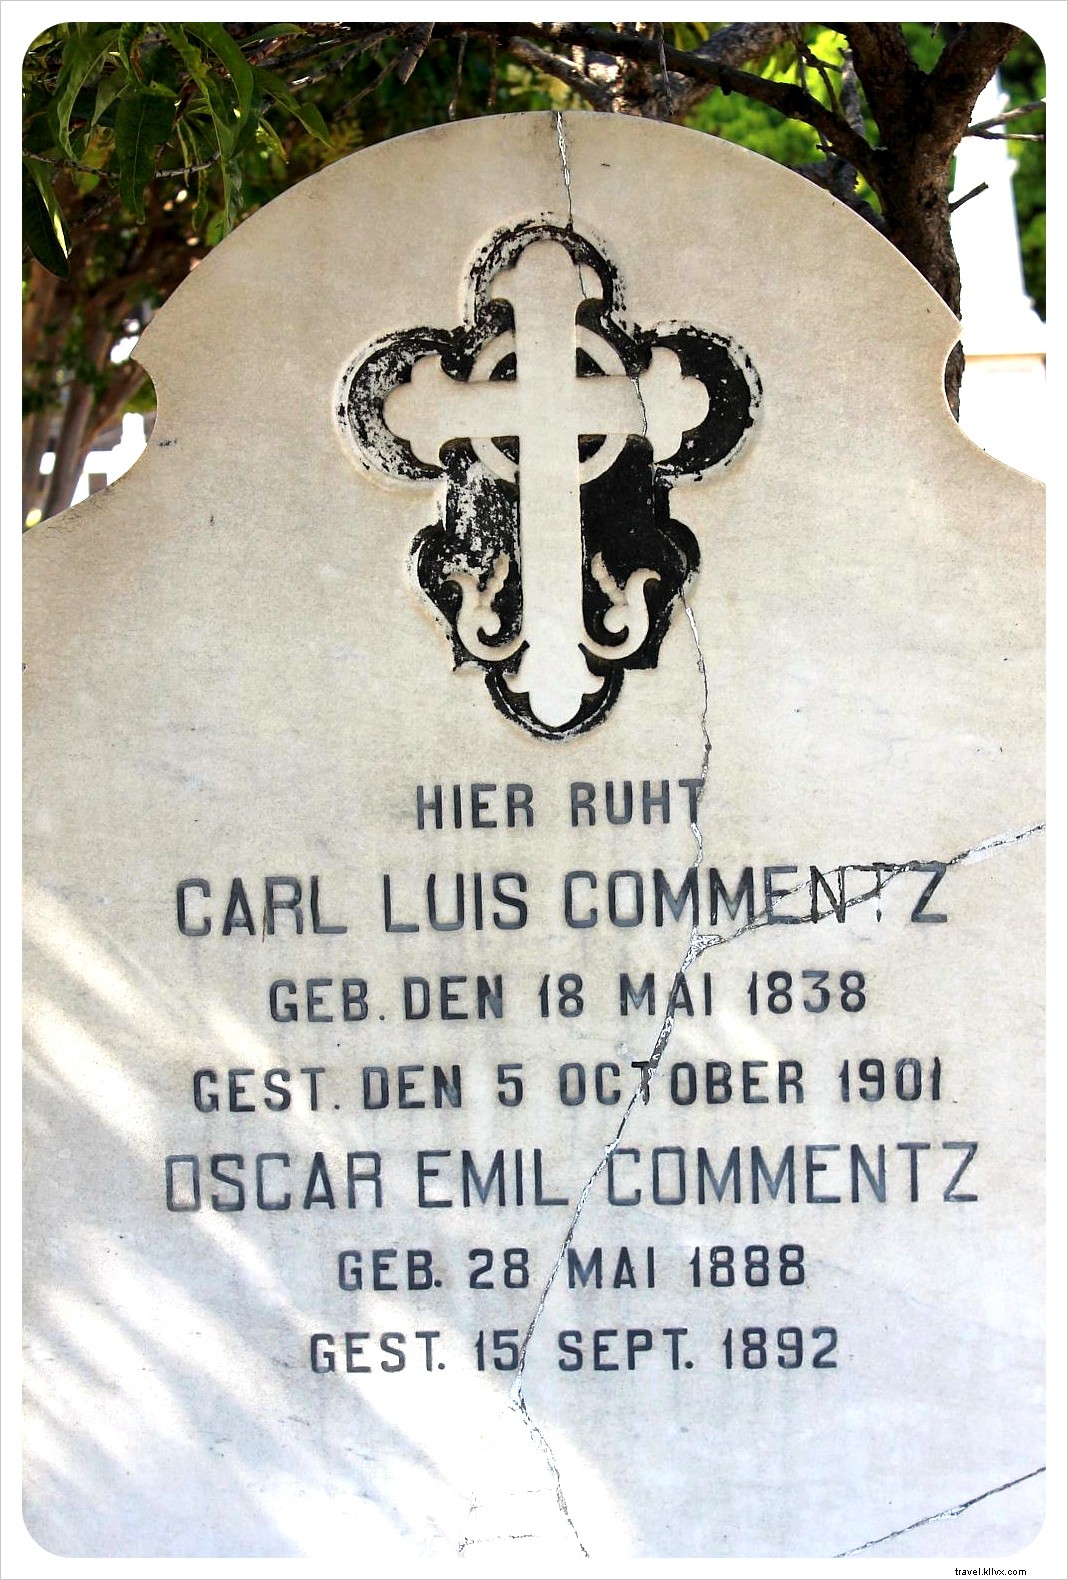 HIER RUHT
CARL LUIS COMMENTZ
GEB. DEN 18 MAI 1838
GEST. DEN 5 OCTOBER 1901
OSCAR EMIL COMMENTZ
GEB. 28 MAI 1888
GEST. 15 SEPT. 1892
travel.kllvx.com